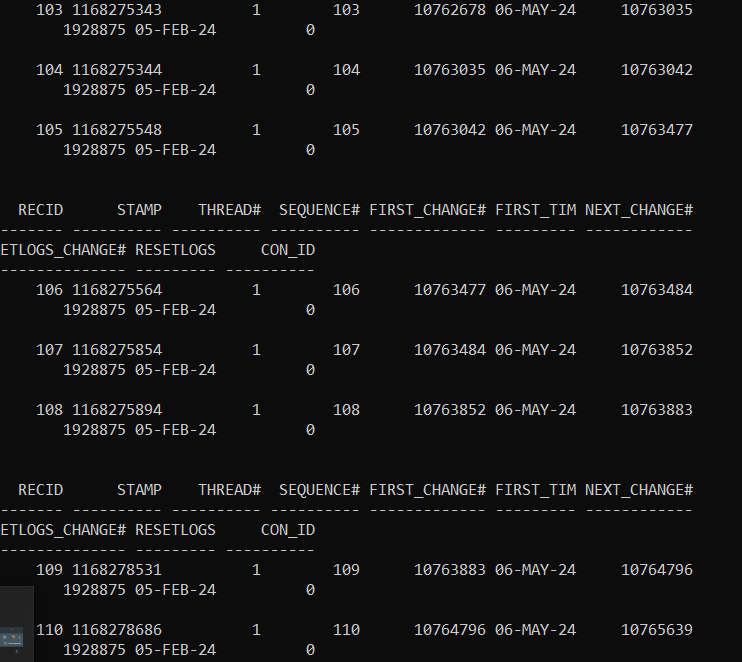 103 1168275343          1        103      10762678 06-MAY-24     10763035
1928875 05-FEB-24          0
104 1168275344          1        104      10763035 06-MAY-24     10763042
1928875 05-FEB-24          0
105 1168275548          1        105      10763042 06-MAY-24     10763477
1928875 05-FEB-24          0
RECID      STAMP    THREAD#  SEQUENCE# FIRST_CHANGE# FIRST_TIM NEXT_CHANGE#
------- ---------- ---------- ---------- ------------- --------- ------------
ETLOGS_CHANGE# RESETLOGS     CON_ID
-------------- --------- ----------
106 1168275564          1        106      10763477 06-MAY-24     10763484
1928875 05-FEB-24          0
107 1168275854          1        107      10763484 06-MAY-24     10763852
1928875 05-FEB-24          0
108 1168275894          1        108      10763852 06-MAY-24     10763883
1928875 05-FEB-24          0
RECID      STAMP    THREAD#  SEQUENCE# FIRST_CHANGE# FIRST_TIM NEXT_CHANGE#
------- ---------- ---------- ---------- ------------- --------- ------------
ETLOGS_CHANGE# RESETLOGS     CON_ID
-------------- --------- ----------
109 1168278531          1        109      10763883 06-MAY-24     10764796
1928875 05-FEB-24          0
110 1168278686          1        110      10764796 06-MAY-24     10765639
1928875 05-FEB-24          0